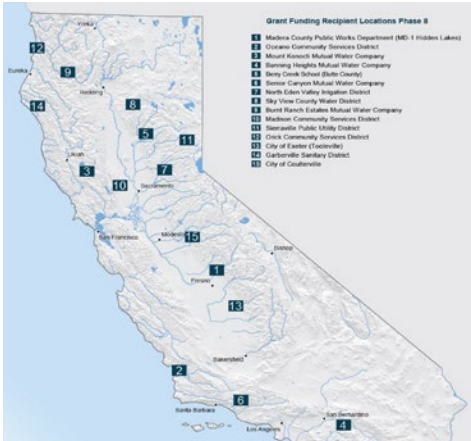 Grant Funding Recipient Locations Phase II
1 Madera County Public Works Department (MD-1 Hidden Lakes)
2 Oceano Community Services District
3 Mount Konocti Mutual Water Company
4 Banning Heights Mutual Water Company
5 Berry Creek School (Butte County)
6 Senior Canyon Mutual Water Company
7 North Eden Valley Irrigation District
8 Sky View County Water District
9 Burnt Ranch Estates Mutual Water Company
10 Madison Community Services District
11 Sierraville Public Utility District
12 Orick Community Services District
13 City of Exeter (Tooleville)
14 Garberville Sanitary District
15 City of Coulterville
Yreka
12
Eureka
9
Redding
14
8
5
11
Ukiah
3
7
10
Sacramento
San Francisco
Modesto
15
Bishop
1
Fresno
13
Bakersfield
2
6
Santa Barbara
Los Angeles
San Bernardino
4